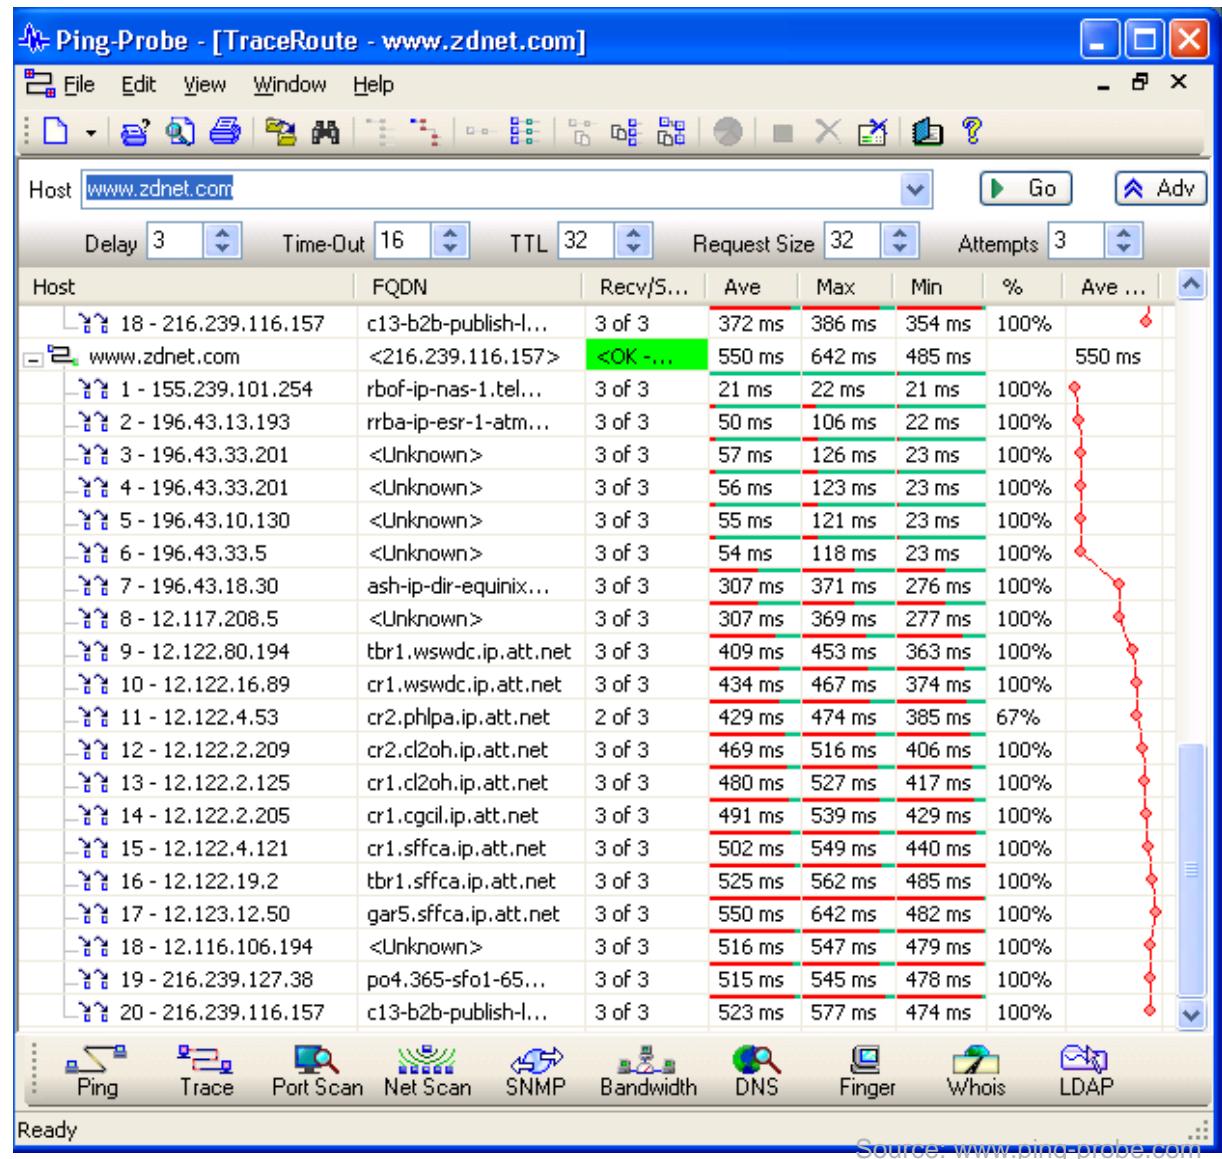 Ping-Probe - [TraceRoute - www.zdnet.com]
File Edit View Window Help
Host www.zdnet.com Go Adv
Delay 3 Time-Out 16 TTL 32 Request Size 32 Attempts 3
Host FQDN Recv/S... Ave Max Min % Ave ...
18 - 216.239.116.157 c13-b2b-publish-l... 3 of 3 372 ms 386 ms 354 ms 100%
www.zdnet.com <216.239.116.157> <OK -... 550 ms 642 ms 485 ms 550 ms
1 - 155.239.101.254 rbof-ip-nas-1.tel... 3 of 3 21 ms 22 ms 21 ms 100%
2 - 196.43.13.193 rrba-ip-esr-1-atm... 3 of 3 50 ms 106 ms 22 ms 100%
3 - 196.43.33.201 <Unknown> 3 of 3 57 ms 126 ms 23 ms 100%
4 - 196.43.33.201 <Unknown> 3 of 3 56 ms 123 ms 23 ms 100%
5 - 196.43.10.130 <Unknown> 3 of 3 55 ms 121 ms 23 ms 100%
6 - 196.43.33.5 <Unknown> 3 of 3 54 ms 118 ms 23 ms 100%
7 - 196.43.18.30 ash-ip-dir-equinix... 3 of 3 307 ms 371 ms 276 ms 100%
8 - 12.117.208.5 <Unknown> 3 of 3 307 ms 369 ms 277 ms 100%
9 - 12.122.80.194 tbr1.wswdc.ip.att.net 3 of 3 409 ms 453 ms 363 ms 100%
10 - 12.122.16.89 cr1.wswdc.ip.att.net 3 of 3 434 ms 467 ms 374 ms 100%
11 - 12.122.4.53 cr2.phlpa.ip.att.net 2 of 3 429 ms 474 ms 385 ms 67%
12 - 12.122.2.209 cr2.cl2oh.ip.att.net 3 of 3 469 ms 516 ms 406 ms 100%
13 - 12.122.2.125 cr1.cl2oh.ip.att.net 3 of 3 480 ms 527 ms 417 ms 100%
14 - 12.122.2.205 cr1.cgcil.ip.att.net 3 of 3 491 ms 539 ms 429 ms 100%
15 - 12.122.4.121 cr1.sffca.ip.att.net 3 of 3 502 ms 549 ms 440 ms 100%
16 - 12.122.19.2 tbr1.sffca.ip.att.net 3 of 3 525 ms 562 ms 485 ms 100%
17 - 12.123.12.50 gar5.sffca.ip.att.net 3 of 3 550 ms 642 ms 482 ms 100%
18 - 12.116.106.194 <Unknown> 3 of 3 516 ms 547 ms 479 ms 100%
19 - 216.239.127.38 po4.365-sfo1-65... 3 of 3 515 ms 545 ms 478 ms 100%
20 - 216.239.116.157 c13-b2b-publish-l... 3 of 3 523 ms 577 ms 474 ms 100%
Ping Trace Port Scan Net Scan SNMP Bandwidth DNS Finger Whois LDAP
Ready
Source: www.ping-probe.com